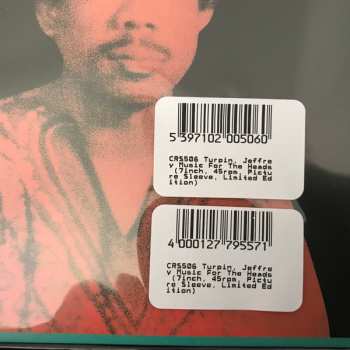 5 397102 005060
CRS506 Turpin, Jeffre
y Music For The Heads
(7inch, 45rpm, Pictu
re Sleeve, Limited Ed
ition)
4 000127 795571
CRS506 Turpin, Jeffre
y Music For The Heads
(7inch, 45rpm, Pictu
re Sleeve, Limited Ed
ition)